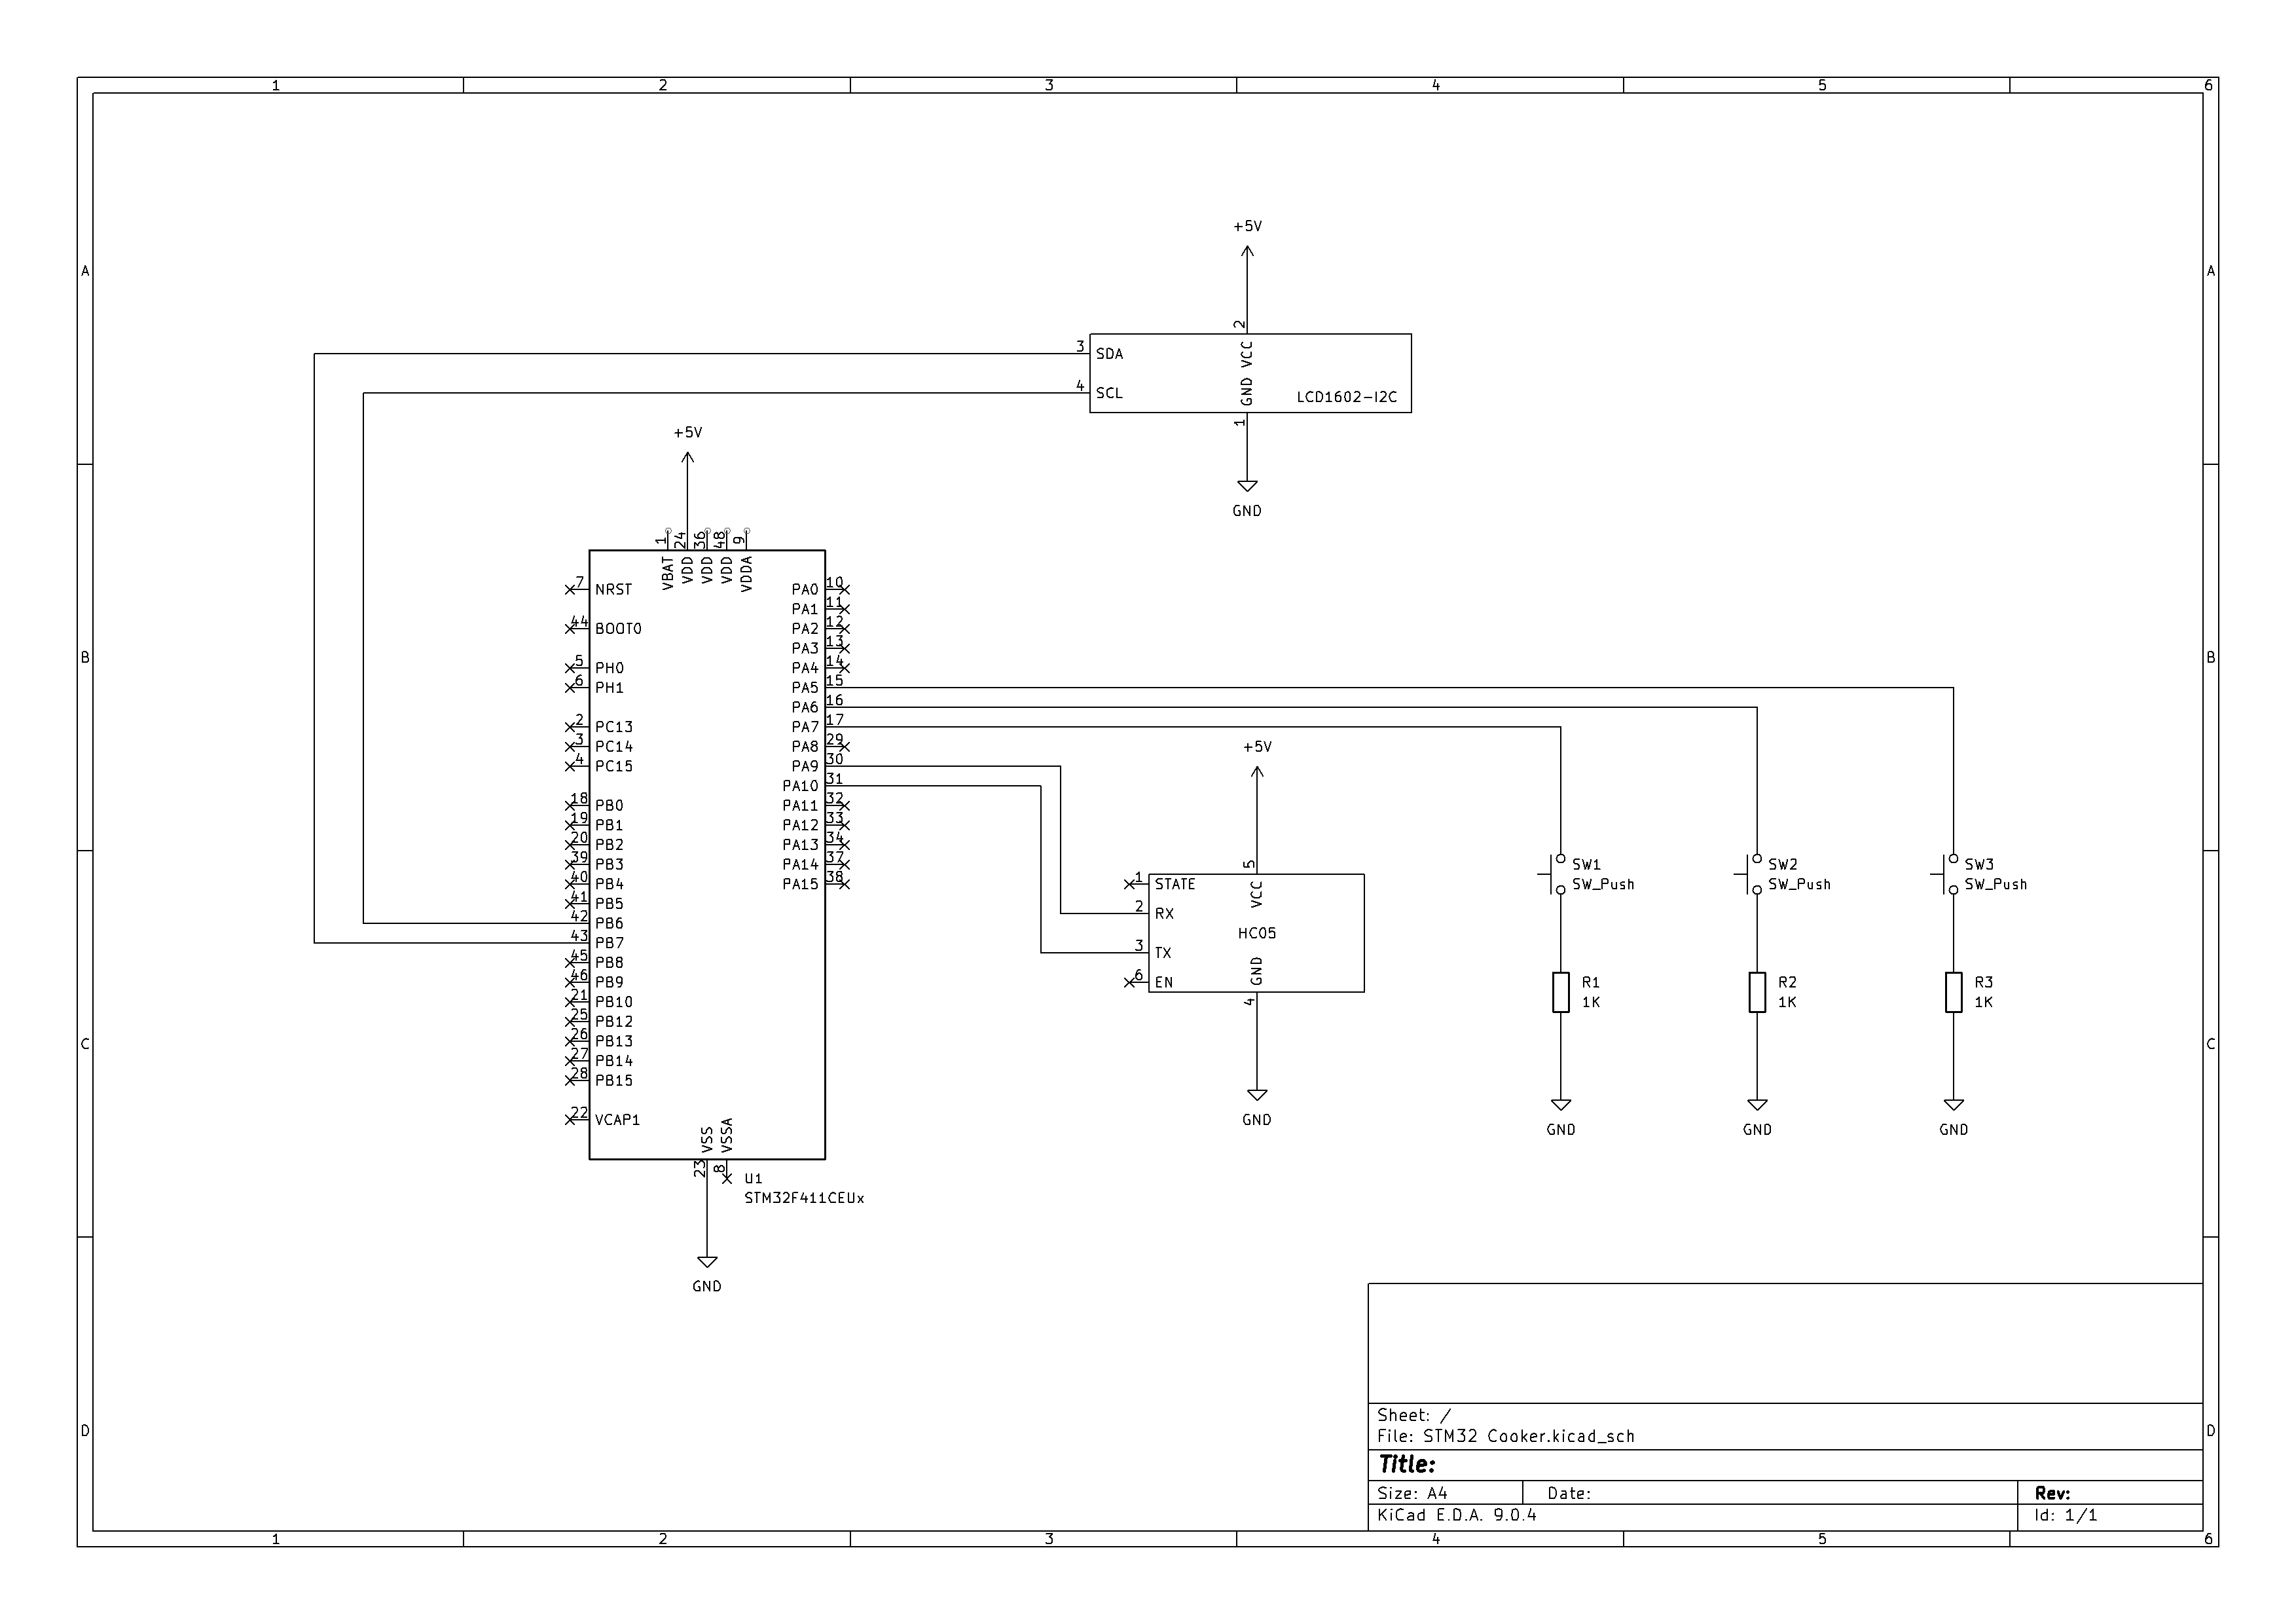 1 2 3 4 5 6
A A
+5V
2
3 SDA
VCC
4 SCL
GND
LCD1602-I2C
1
GND
+5V
1 24 36 48 9
VBAT VDD VDD VDD VDDA
7 NRST
44 BOOT0
5 PH0
6 PH1
2 PC13
3 PC14
4 PC15
18 PB0
19 PB1
20 PB2
39 PB3
40 PB4
41 PB5
42 PB6
43 PB7
45 PB8
46 PB9
21 PB10
25 PB12
26 PB13
27 PB14
28 PB15
22 VCAP1
PA0 10
PA1 11
PA2 12
PA3 13
PA4 14
PA5 15
PA6 16
PA7 17
PA8 29
PA9 30
PA10 31
PA11 32
PA12 33
PA13 34
PA14 37
PA15 38
VSS VSSA
23 8
U1
STM32F411CEUx
GND
B B
+5V
5
1 STATE
VCC
2 RX
HC05
3 TX
GND
6 EN
4
GND
SW1
SW_Push
R1
1K
GND
SW2
SW_Push
R2
1K
GND
SW3
SW_Push
R3
1K
GND
C C
D D
Sheet: /
File: STM32 Cooker.kicad_sch
Title:
Size: A4 Date: Rev:
KiCad E.D.A. 9.0.4 Id: 1/1
1 2 3 4 5 6